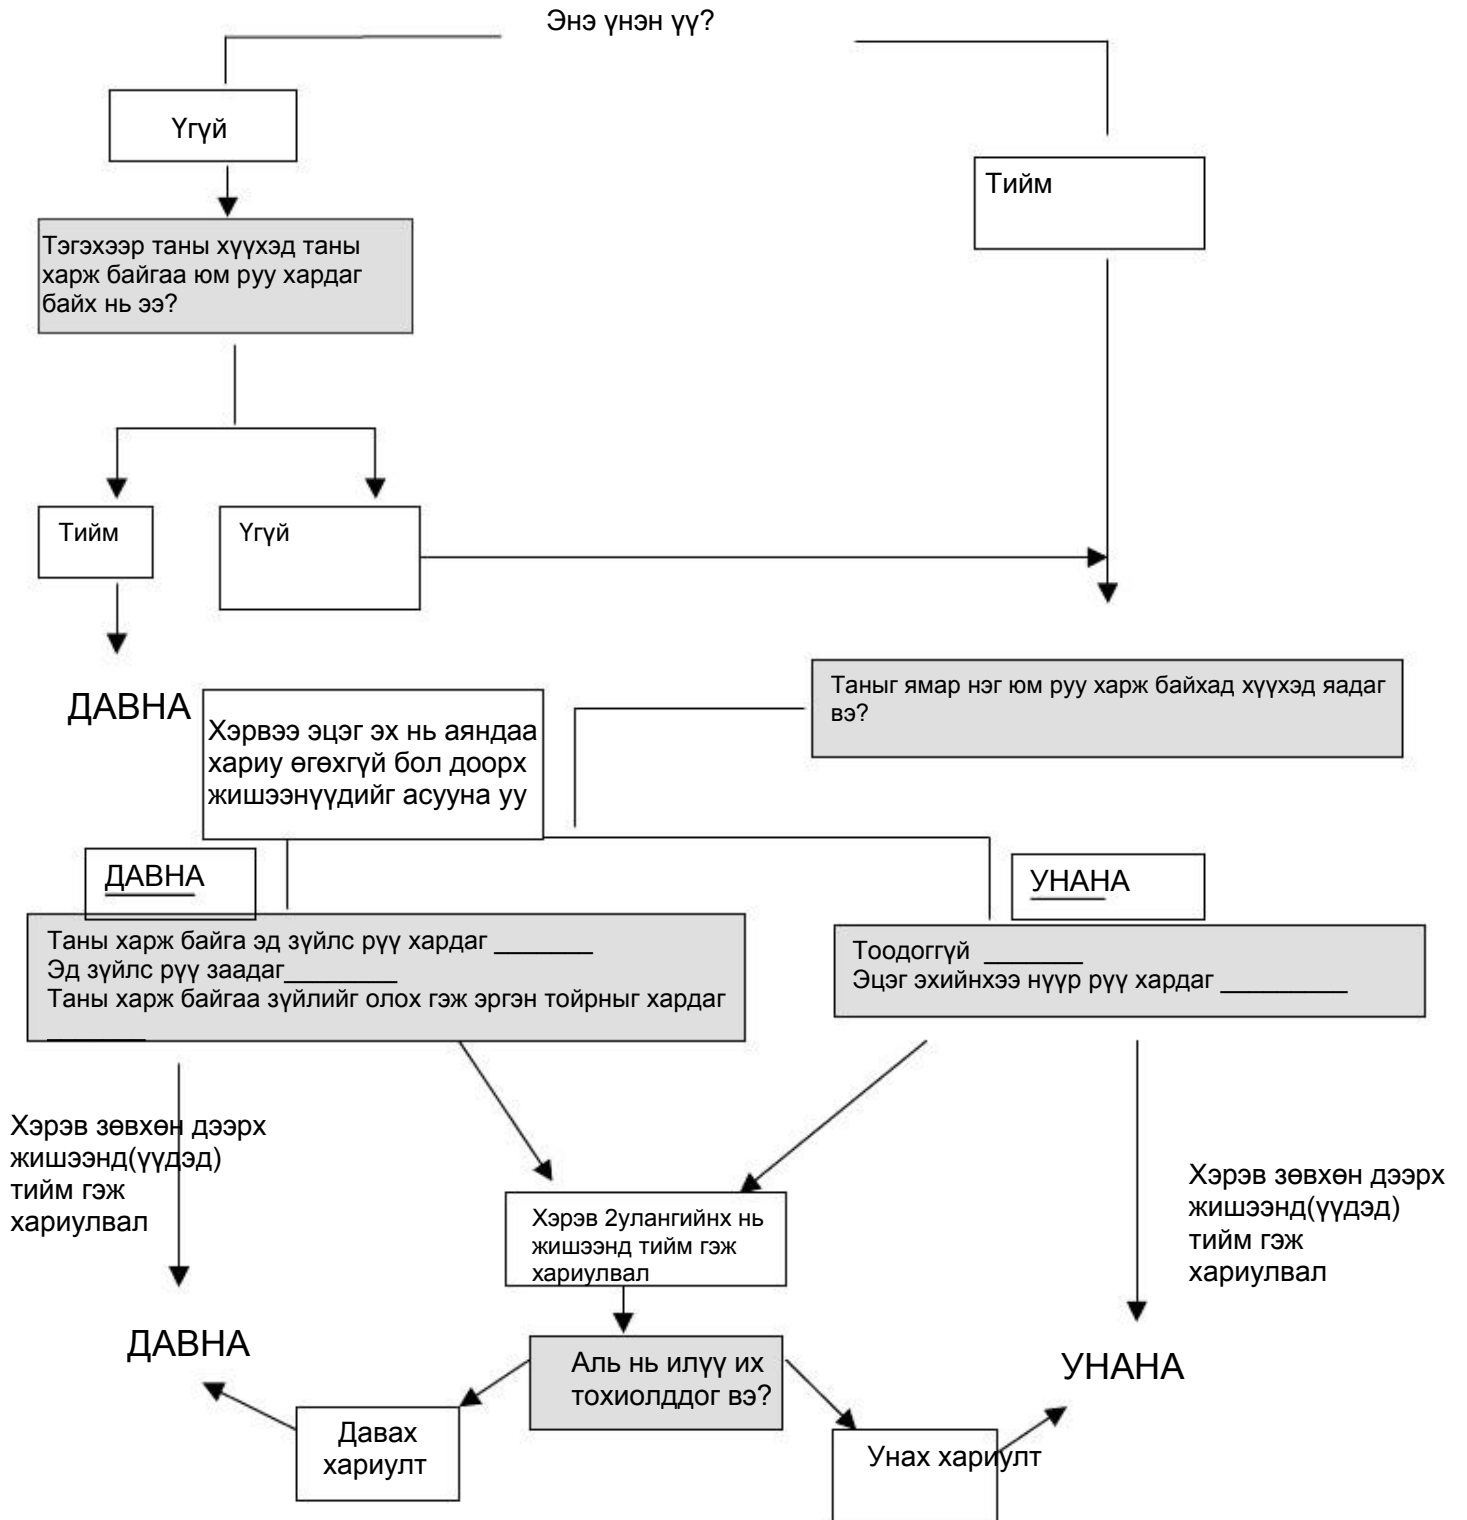 Энэ үнэн үү?
Үгүй
Тийм
Тэгэхээр таны хүүхэд таны
харж байгаа юм руу хардаг
байх нь ээ?
Тийм
Үгүй
ДАВНА
Хэрвээ эцэг эх нь аяндаа
хариу өгөхгүй бол доорх
жишээнүүдийг асууна уу
Таныг ямар нэг юм руу харж байхад хүүхэд яадаг
вэ?
ДАВНА
УНАНА
Таны харж байга эд зүйлс рүү хардаг _______
Эд зүйлс рүү заадаг________
Таны харж байгаа зүйлийг олох гэж эргэн тойрныг хардаг
_______
Тоодоггүй _______
Эцэг эхийнхээ нүүр рүү хардаг _________
Хэрэв зөвхөн дээрх
жишээнд(үүдэд)
тийм гэж
хариулвал
Хэрэв 2улангийнх нь
жишээнд тийм гэж
хариулвал
Хэрэв зөвхөн дээрх
жишээнд(үүдэд)
тийм гэж
хариулвал
ДАВНА
Аль нь илүү их
тохиолддог вэ?
УНАНА
Давах
хариулт
Унах хариулт